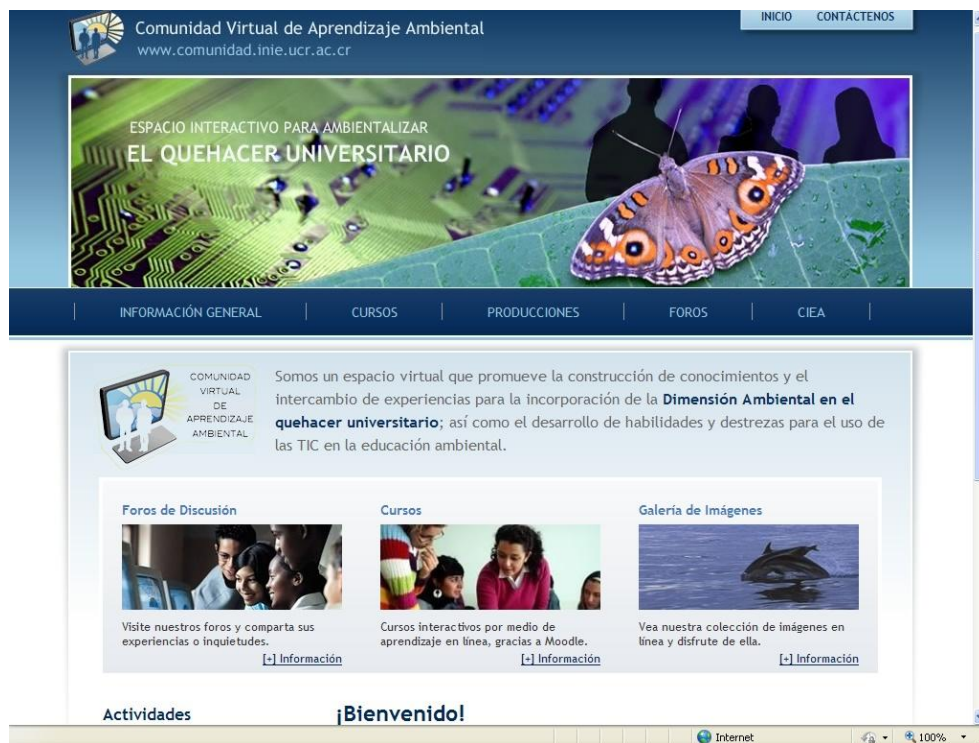 Comunidad Virtual de Aprendizaje Ambiental
www.comunidad.inie.ucr.ac.cr
INICIO CONTÁCTENOS
ESPACIO INTERACTIVO PARA AMBIENTALIZAR
EL QUEHACER UNIVERSITARIO
INFORMACIÓN GENERAL CURSOS PRODUCCIONES FOROS CIEA
COMUNIDAD
VIRTUAL
DE
APRENDIZAJE
AMBIENTAL
Somos un espacio virtual que promueve la construcción de conocimientos y el
intercambio de experiencias para la incorporación de la Dimensión Ambiental en el
quehacer universitario; así como el desarrollo de habilidades y destrezas para el uso de
las TIC en la educación ambiental.
Foros de Discusión
Visite nuestros foros y comparta sus
experiencias o inquietudes.
[+] Información
Cursos
Cursos interactivos por medio de
aprendizaje en línea, gracias a Moodle.
[+] Información
Galería de Imágenes
Vea nuestra colección de imágenes en
línea y disfrute de ella.
[+] Información
Actividades
¡Bienvenido!
Internet
100%